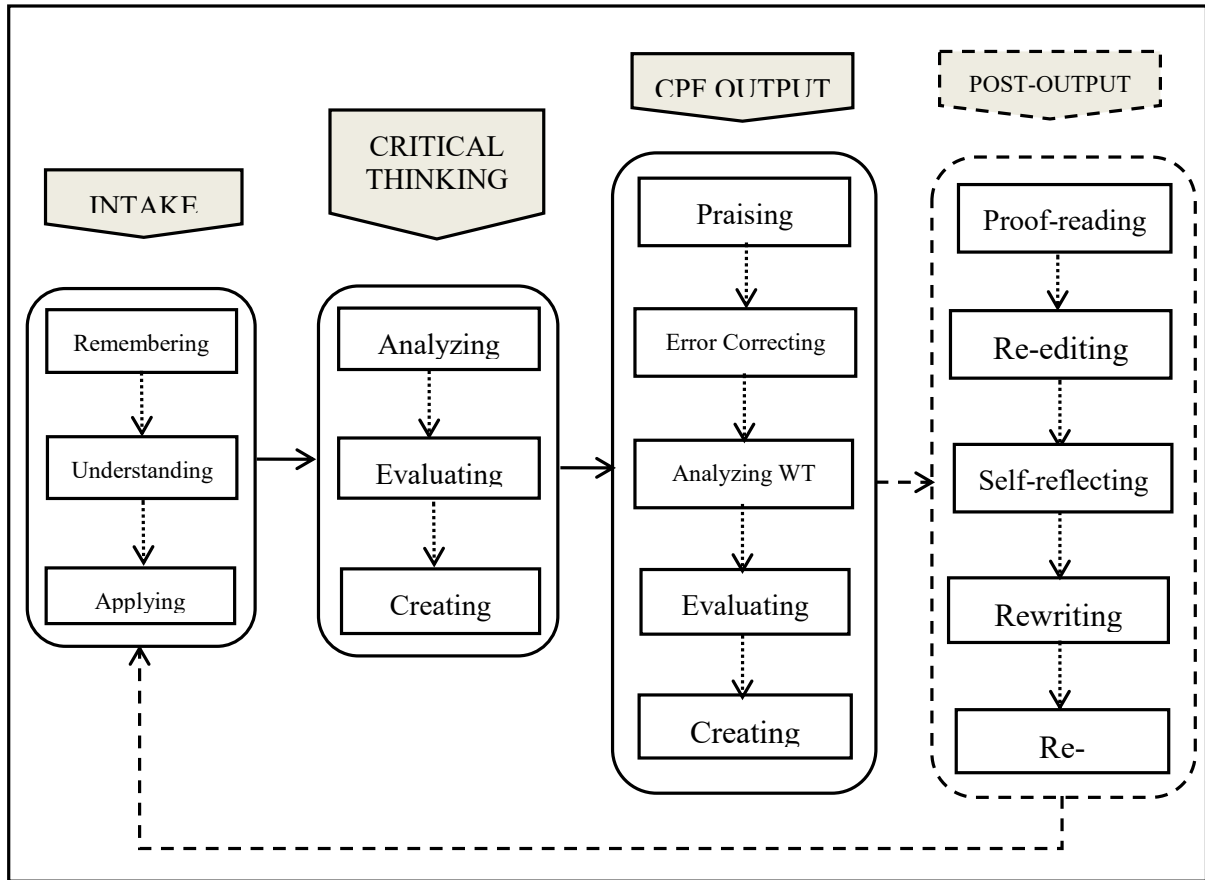 INTAKE
Remembering
Understanding
Applying
CRITICAL
THINKING
Analyzing
Evaluating
Creating
CPF OUTPUT
Praising
Error Correcting
Analyzing WT
Evaluating
Creating
POST-OUTPUT
Proof-reading
Re-editing
Self-reflecting
Rewriting
Re-